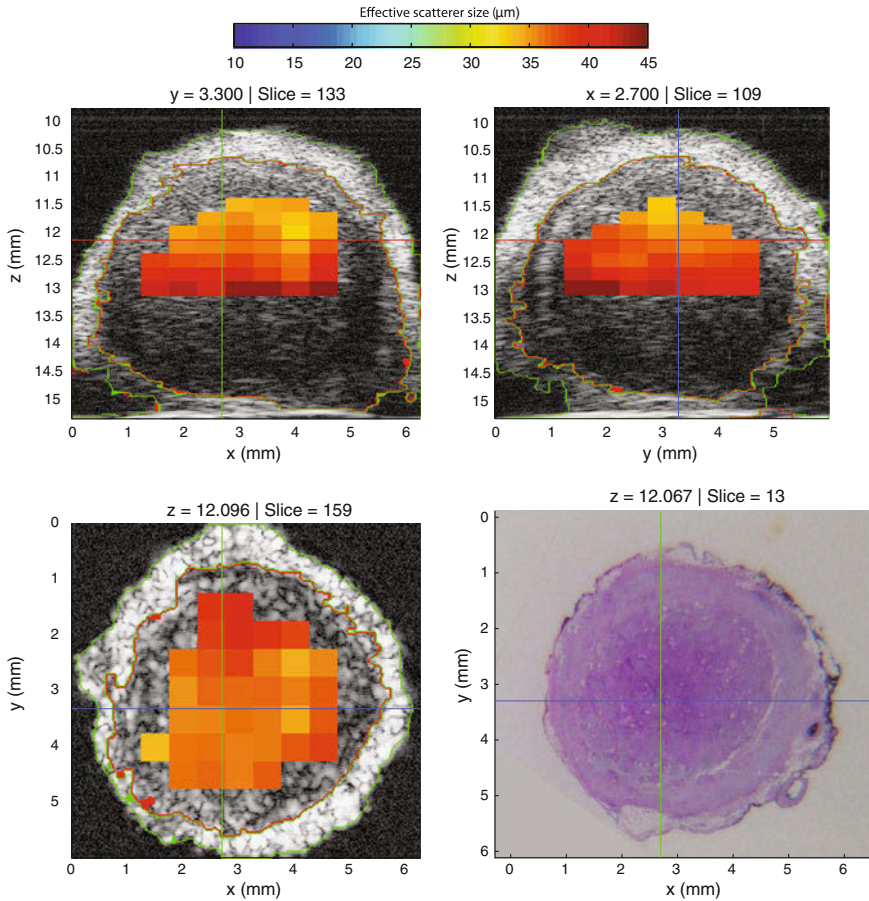 Effective scatterer size (μm)
10 15 20 25 30 35 40 45
y = 3.300 | Slice = 133
10
10.5
11
11.5
12
12.5
13
13.5
14
14.5
15
z (mm)
0 1 2 3 4 5 6
x (mm)
x = 2.700 | Slice = 109
10
10.5
11
11.5
12
12.5
13
13.5
14
14.5
15
z (mm)
0 1 2 3 4 5
y (mm)
z = 12.096 | Slice = 159
0
1
2
3
4
5
y (mm)
0 1 2 3 4 5 6
x (mm)
z = 12.067 | Slice = 13
0
1
2
3
4
5
6
y (mm)
0 1 2 3 4 5 6
x (mm)